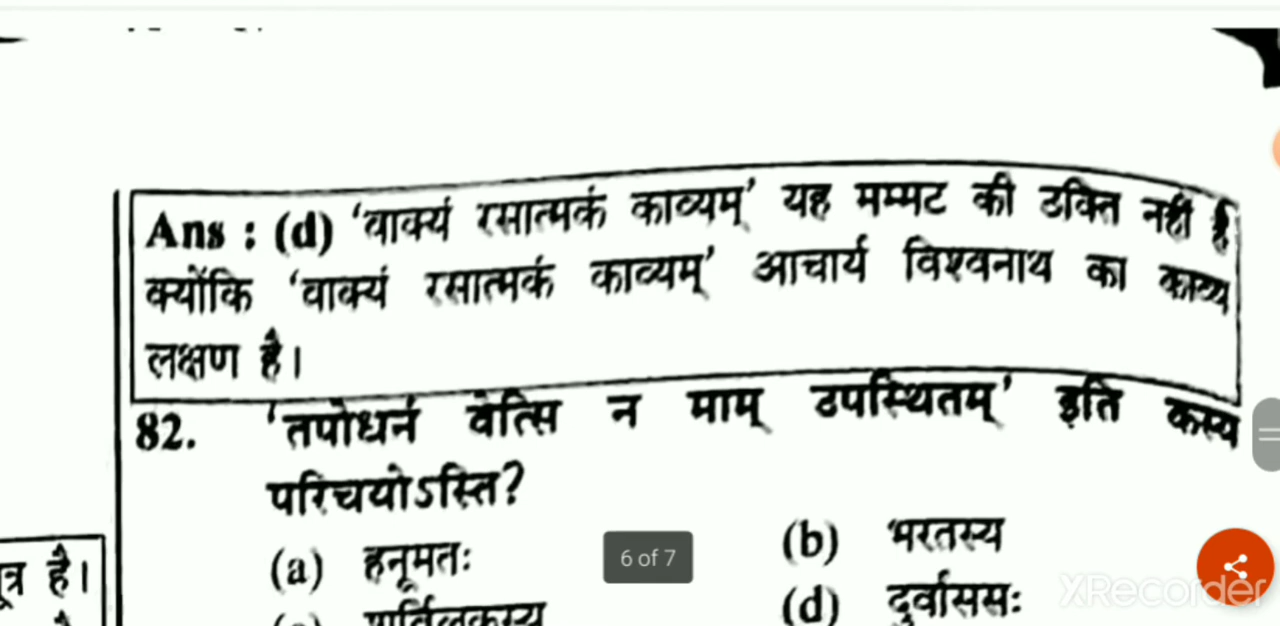 Ans : (d) 'वाक्यं रसात्मकं काव्यम्' यह मम्मट की उक्ति नहीं है
क्योंकि 'वाक्यं रसात्मकं काव्यम्' आचार्य विश्वनाथ का काव्य
लक्षण है।
82. 'तपोधनं वेत्सि न माम् उपस्थितम्' इति कस्य
परिचयोऽस्ति?
(a) हनूमतः (b) भरतस्य
(d) दुर्वाससः
है।
6 of 7
XRecorder